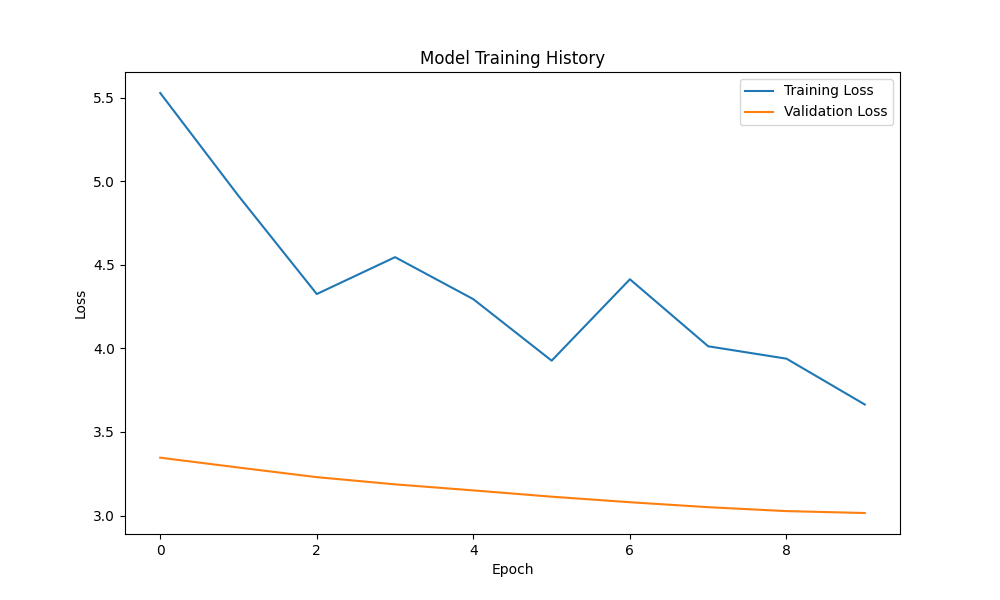 Model Training History
Training Loss
Validation Loss
5.5
5.0
4.5
4.0
3.5
3.0
Loss
0 2 4 6 8
Epoch